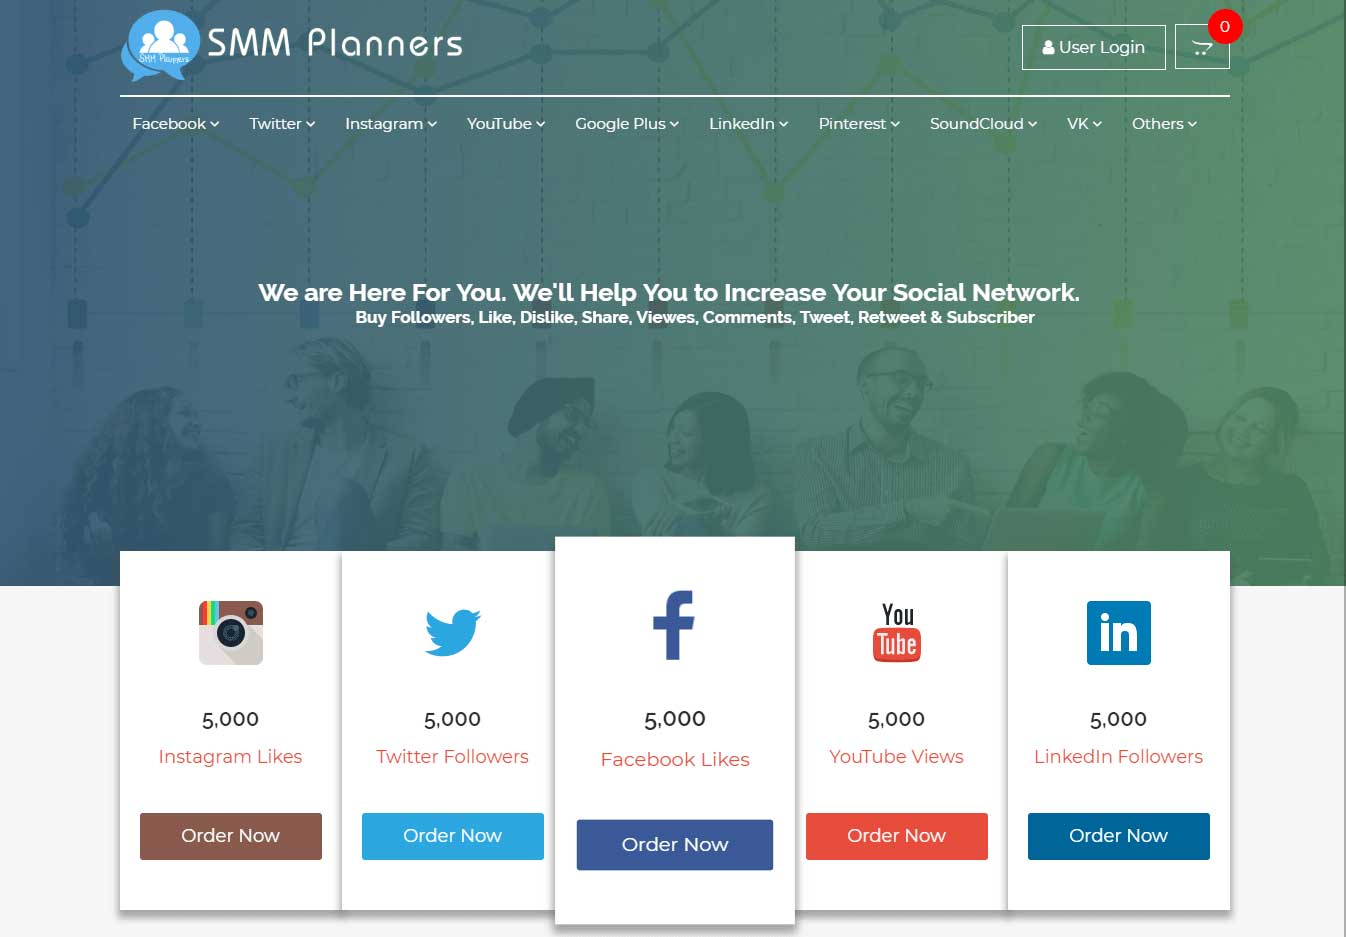 SMM Planners
SMM Planners
User Login
0
Facebook
Twitter
Instagram
YouTube
Google Plus
LinkedIn
Pinterest
SoundCloud
VK
Others
We are Here For You. We'll Help You to Increase Your Social Network.
Buy Followers, Like, Dislike, Share, Viewes, Comments, Tweet, Retweet & Subscriber
f
You
Tube
in
5,000
Instagram Likes
Order Now
5,000
Twitter Followers
Order Now
5,000
Facebook Likes
Order Now
5,000
YouTube Views
Order Now
5,000
LinkedIn Followers
Order Now